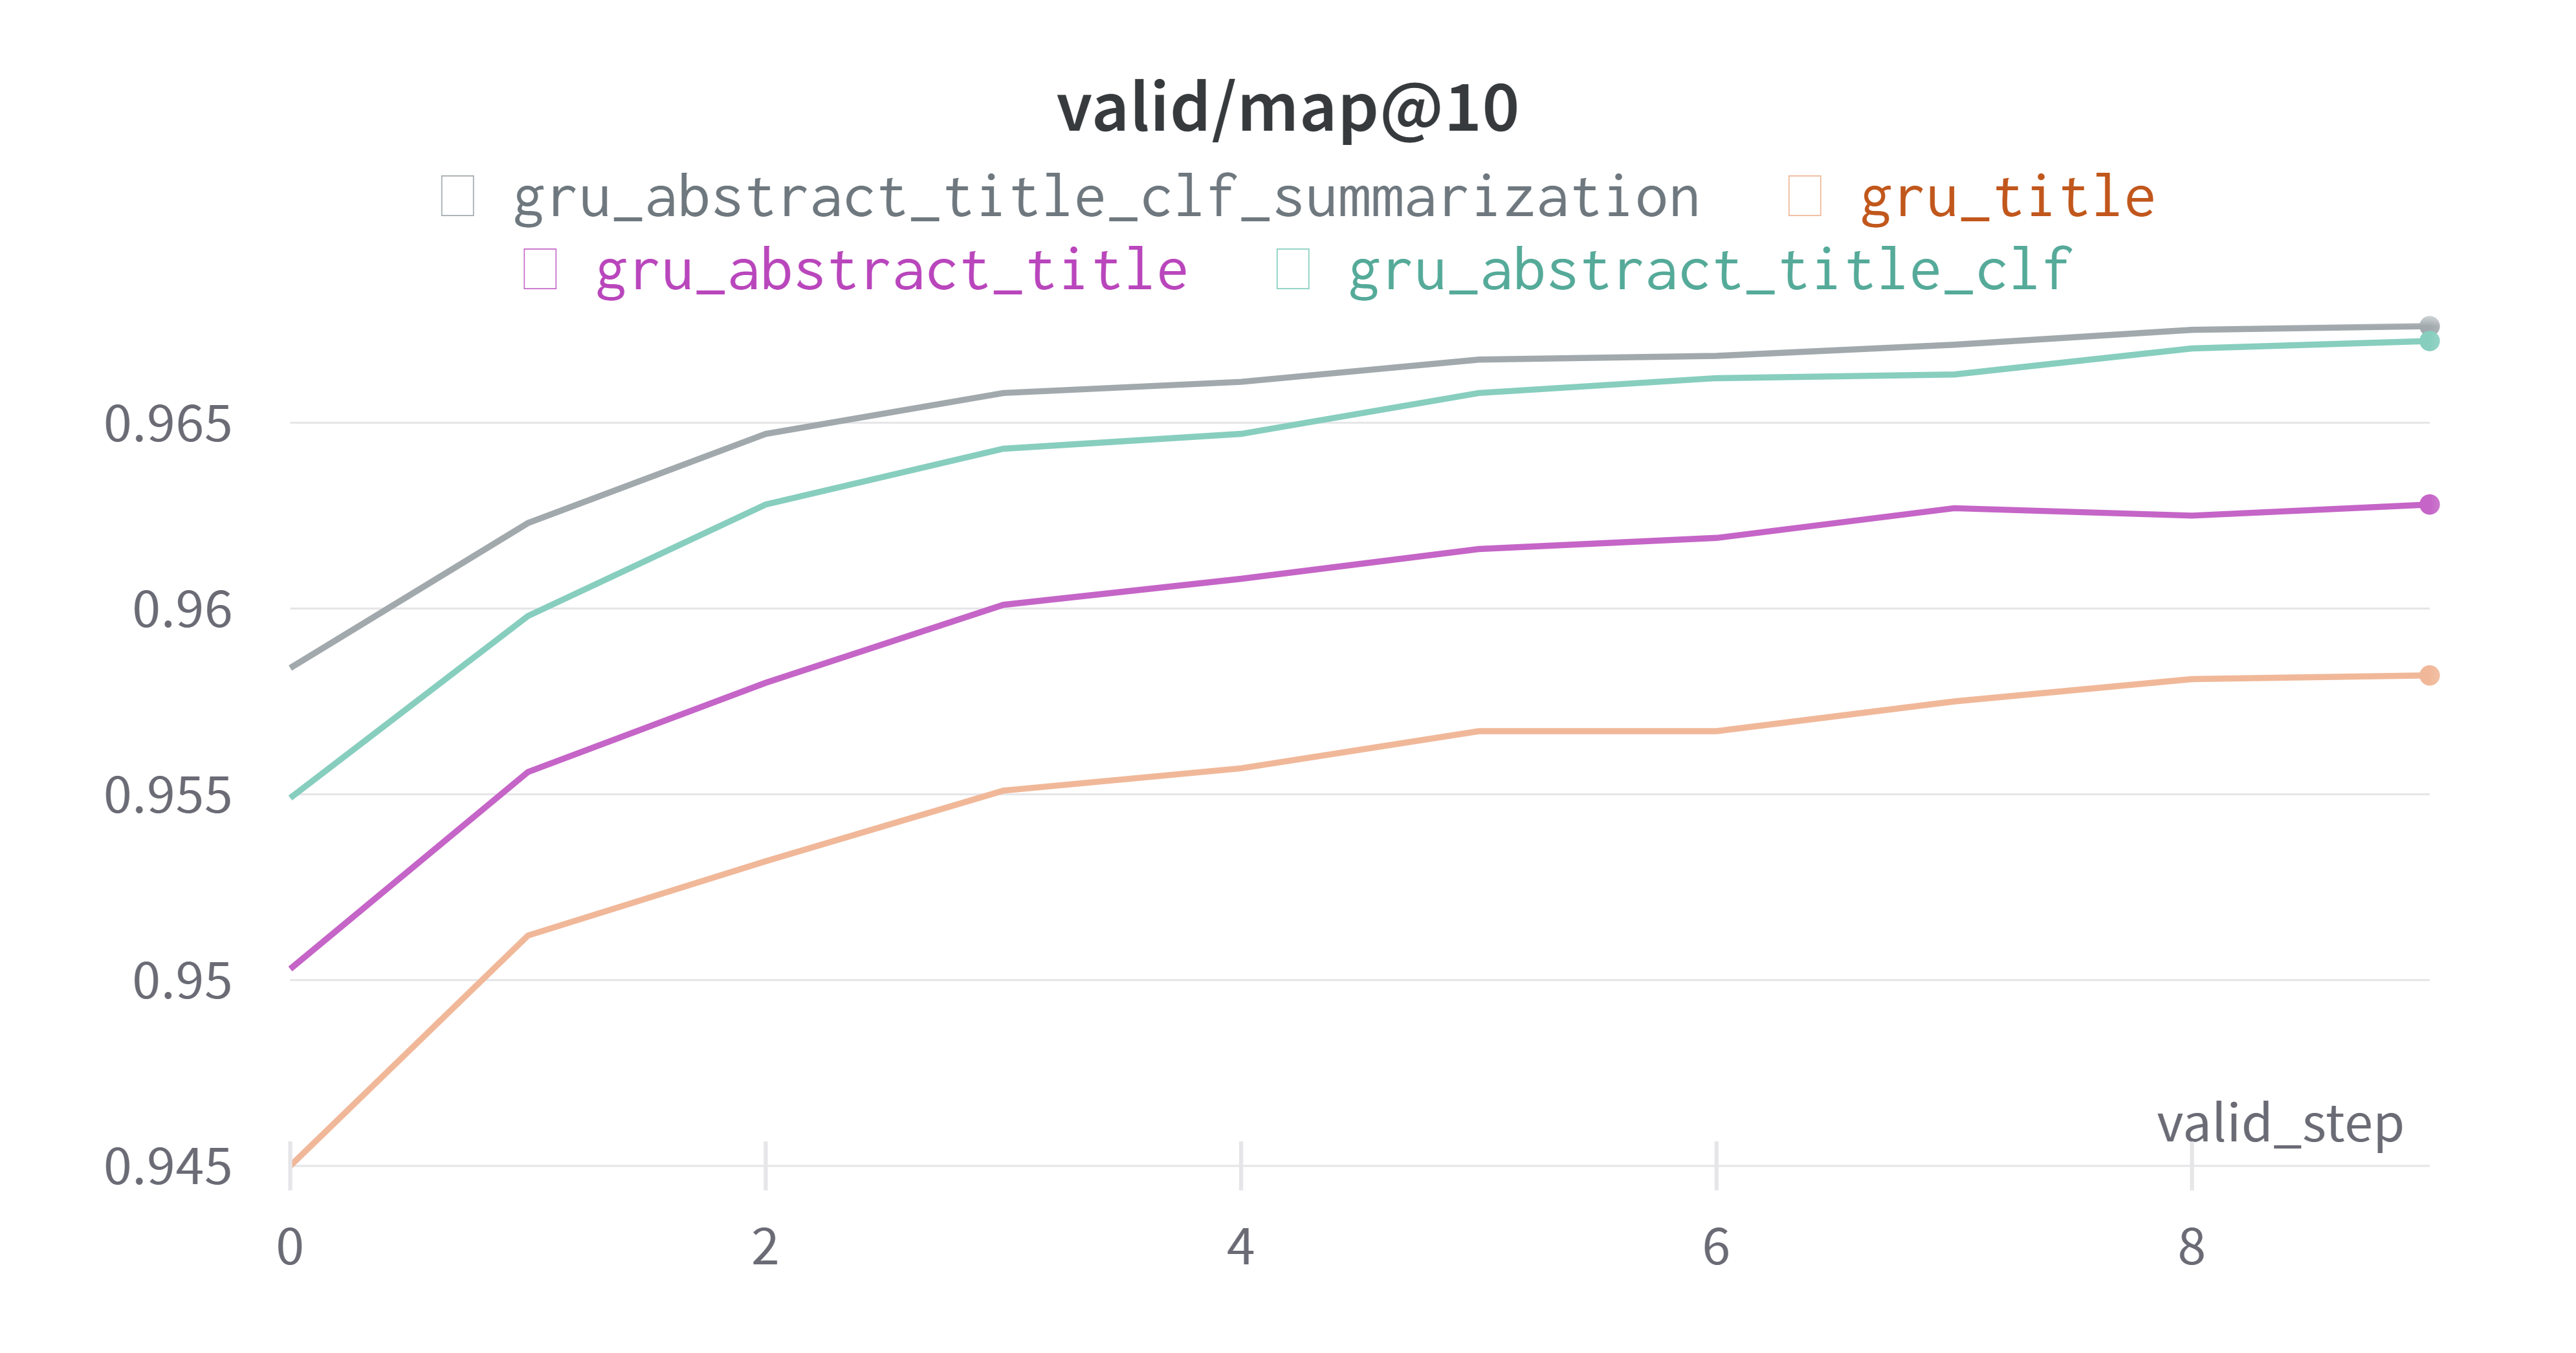 valid/map@10
gru_abstract_title_clf_summarization gru_title
gru_abstract_title gru_abstract_title_clf
0.965
0.96
0.955
0.95
0.945
valid_step
0 2 4 6 8